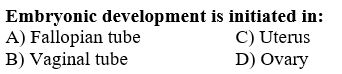 Embryonic development is initiated in:
A) Fallopian tube C) Uterus
B) Vaginal tube D) Ovary